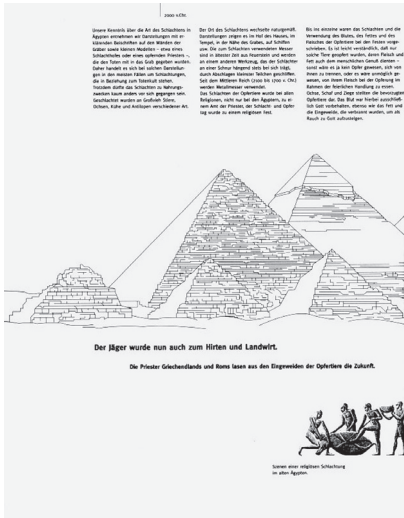 2000 v.Chr.
Unsere Kenntnis über die Art des Schlachtens in
Ägypten entnehmen wir Darstellungen mit er-
klärenden Beischriften auf den Wänden der
Gräber sowie kleinen Modellen – etwa eines
Schlachthofes oder eines opfernden Priesters –,
die den Toten mit in das Grab gegeben wurden.
Daher handelt es sich bei solchen Darstellun-
gen in den meisten Fällen um Schlachtungen,
die in Beziehung zum Totenkult stehen.
Trotzdem dürfte das Schlachten zu Nahrungs-
zwecken kaum anders vor sich gegangen sein.
Geschlachtet wurden an Großvieh Stiere,
Ochsen, Kühe und Antilopen verschiedener Art.
Der Ort des Schlachtens wechselte naturgemäß.
Darstellungen zeigen es im Hof des Hauses, im
Tempel, in der Nähe des Grabes, auf Schiffen
usw. Die zum Schlachten verwendeten Messer
sind in ältester Zeit aus Feuerstein und werden
an einem anderen Werkzeug, das der Schlachter
an einer Schnur hängend stets bei sich trägt,
durch Abschlagen kleinster Teilchen geschliffen.
Seit dem Mittleren Reich (2100 bis 1700 v. Chr.)
werden Metallmesser verwendet.
Das Schlachten der Opfertiere wurde bei allen
Religionen, nicht nur bei den Ägyptern, zu ei-
nem Amt der Priester, der Schlacht- und Opfer-
tag wurde zu einem religiösen Fest.
Bis ins einzelne waren das Schlachten und die
Verwendung des Blutes, des Fettes und des
Fleisches der Opfertiere bei den Festen vorge-
schrieben. Es ist leicht verständlich, daß nur
solche Tiere geopfert wurden, deren Fleisch und
Fett auch dem menschlichen Genuß dienten –
sonst wäre es ja kein Opfer gewesen, sich von
ihnen zu trennen, oder es wäre unmöglich ge-
wesen, von ihrem Fleisch bei der Opferung im
Rahmen der feierlichen Handlung zu essen.
Ochse, Schaf und Ziege stellten die bevorzugten
Opfertiere dar. Das Blut war hierbei ausschließ-
lich Gott vorbehalten, ebenso wie das Fett und
die Eingeweide, die verbrannt wurden, um als
Rauch zu Gott aufzusteigen.
Der Jäger wurde nun auch zum Hirten und Landwirt.
Die Priester Griechenlands und Roms lasen aus den Eingeweiden der Opfertiere die Zukunft.
Szenen einer religiösen Schlachtung
im alten Ägypten.